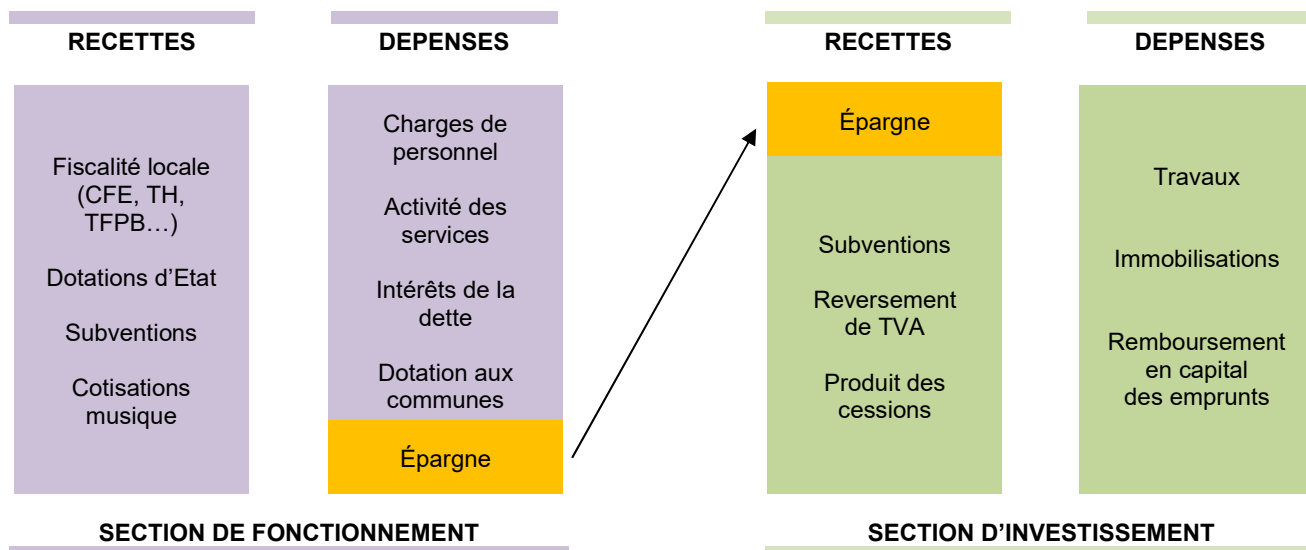 RECETTES
DEPENSES
RECETTES
DEPENSES
Fiscalité locale
(CFE, TH,
TFPB…)
Dotations d’Etat
Subventions
Cotisations
musique
Charges de
personnel
Activité des
services
Intérêts de la
dette
Dotation aux
communes
Épargne
Épargne
Subventions
Reversement
de TVA
Produit des
cessions
Travaux
Immobilisations
Remboursement
en capital
des emprunts
SECTION DE FONCTIONNEMENT
SECTION D’INVESTISSEMENT